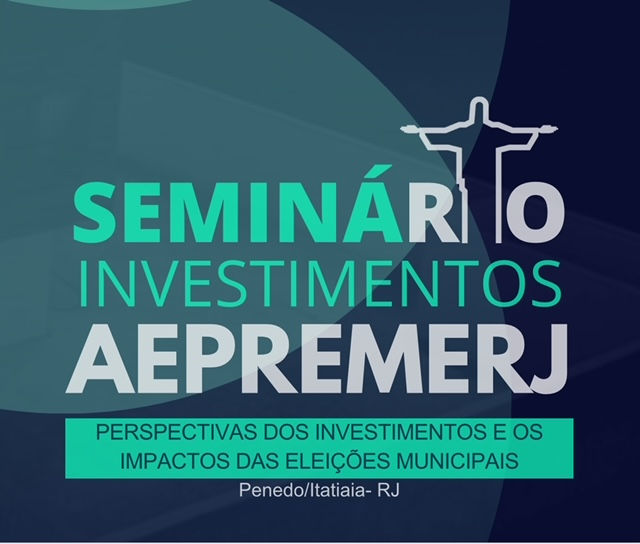 SEMINÁRIO
INVESTIMENTOS
AEPREMERJ
PERSPECTIVAS DOS INVESTIMENTOS E OS
IMPACTOS DAS ELEIÇÕES MUNICIPAIS
Penedo/Itatiaia- RJ